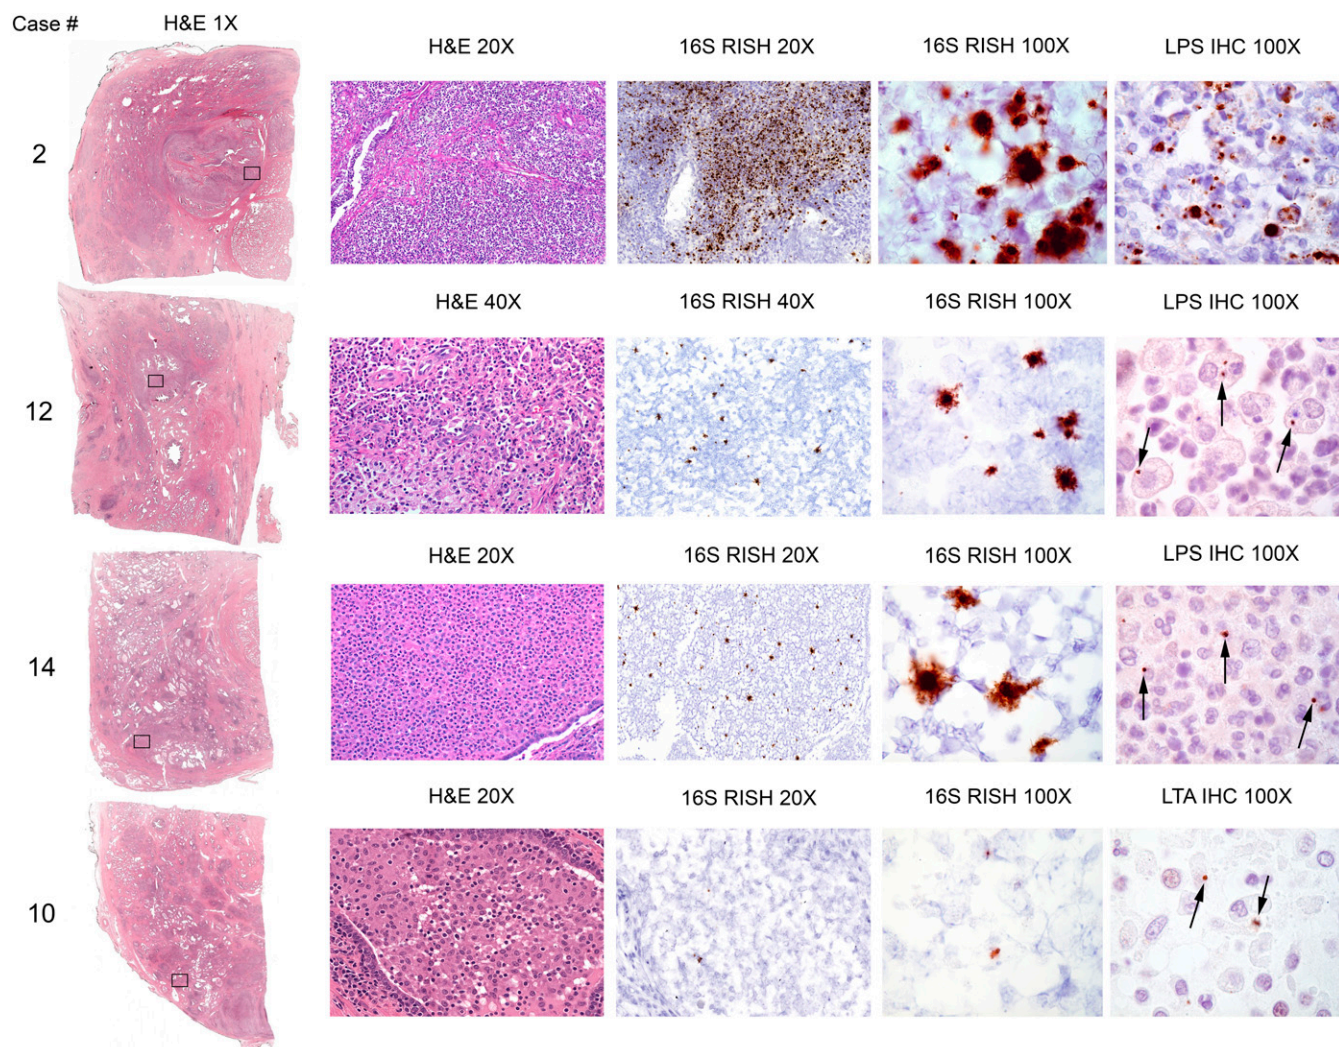 Case # H&E 1X
H&E 20X 16S RISH 20X 16S RISH 100X LPS IHC 100X
2
H&E 40X 16S RISH 40X 16S RISH 100X LPS IHC 100X
12
H&E 20X 16S RISH 20X 16S RISH 100X LPS IHC 100X
14
H&E 20X 16S RISH 20X 16S RISH 100X LTA IHC 100X
10